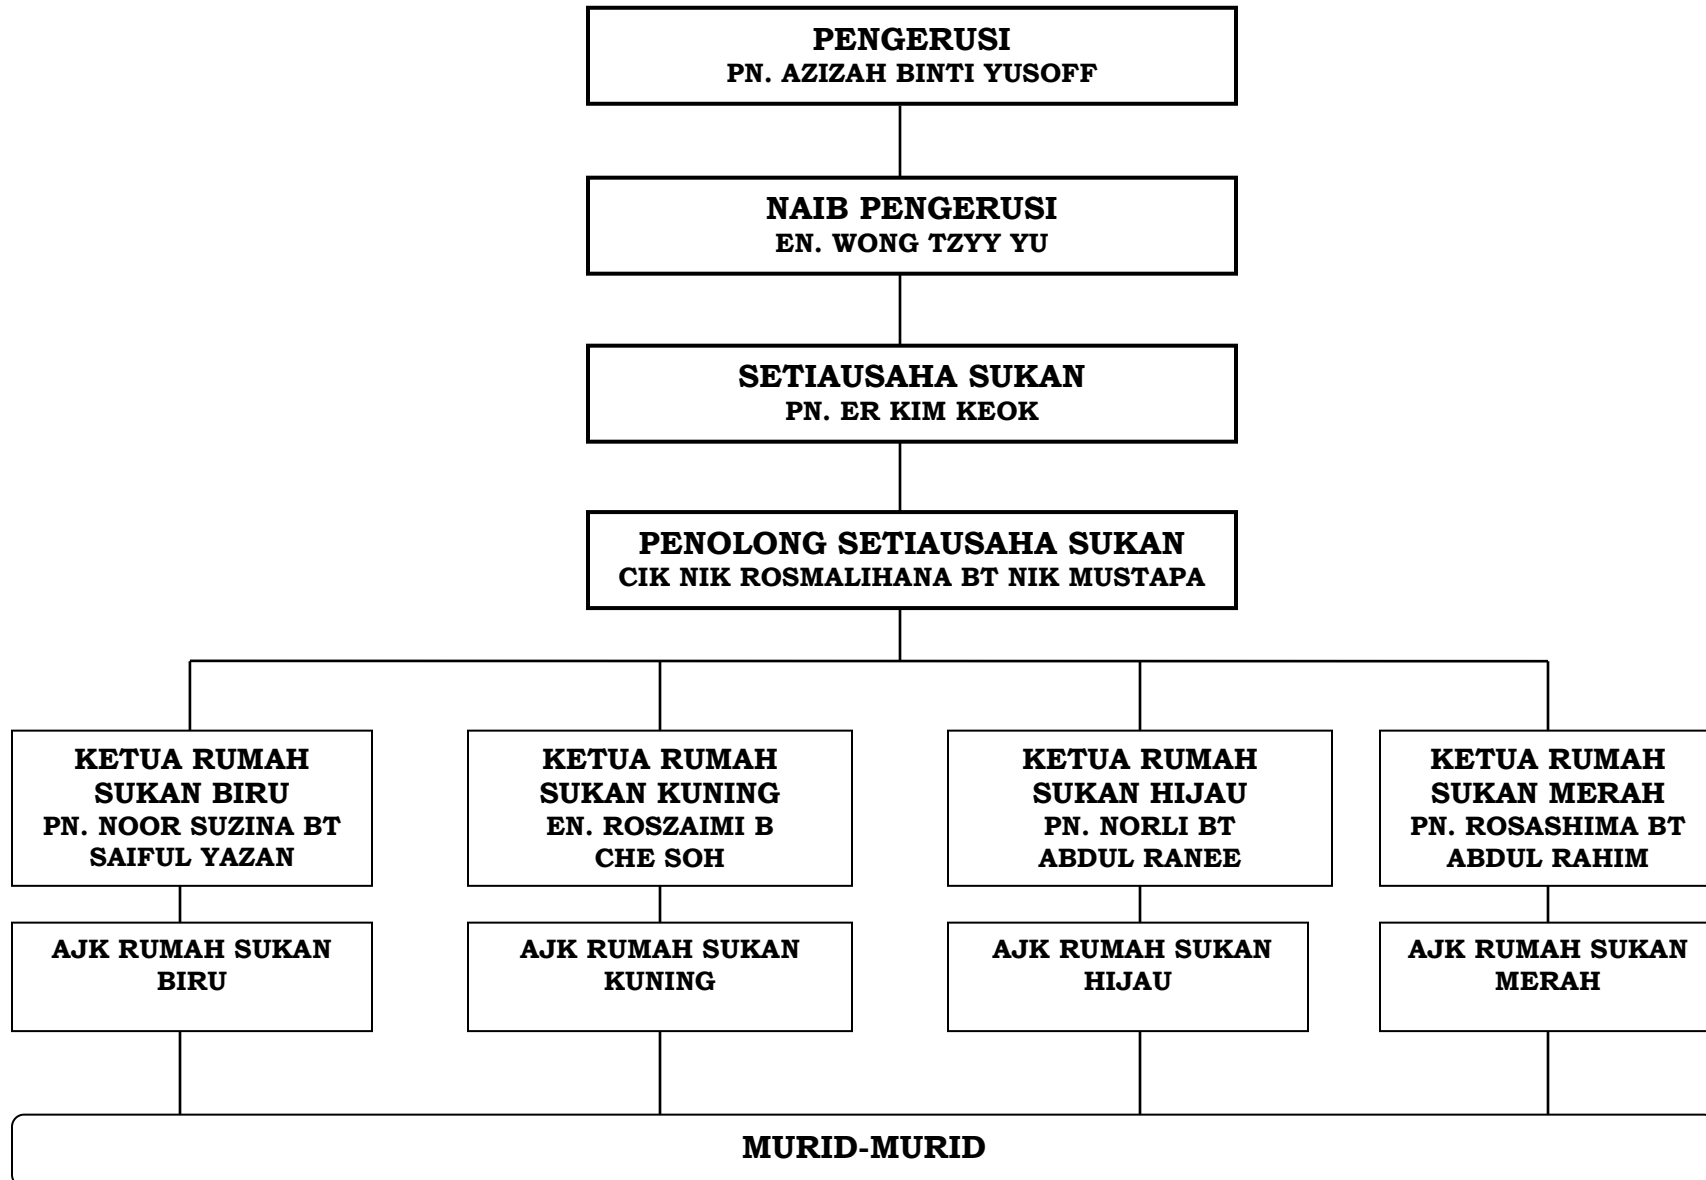 PENGERUSI
PN. AZIZAH BINTI YUSOFF
NAIB PENGERUSI
EN. WONG TZYY YU
SETIAUSAHA SUKAN
PN. ER KIM KEOK
PENOLONG SETIAUSAHA SUKAN
CIK NIK ROSMALIHANA BT NIK MUSTAPA
KETUA RUMAH
SUKAN BIRU
PN. NOOR SUZINA BT
SAIFUL YAZAN
KETUA RUMAH
SUKAN KUNING
EN. ROSZAIMI B
CHE SOH
KETUA RUMAH
SUKAN HIJAU
PN. NORLI BT
ABDUL RANEE
KETUA RUMAH
SUKAN MERAH
PN. ROSASHIMA BT
ABDUL RAHIM
AJK RUMAH SUKAN
BIRU
AJK RUMAH SUKAN
KUNING
AJK RUMAH SUKAN
HIJAU
AJK RUMAH SUKAN
MERAH
MURID-MURID